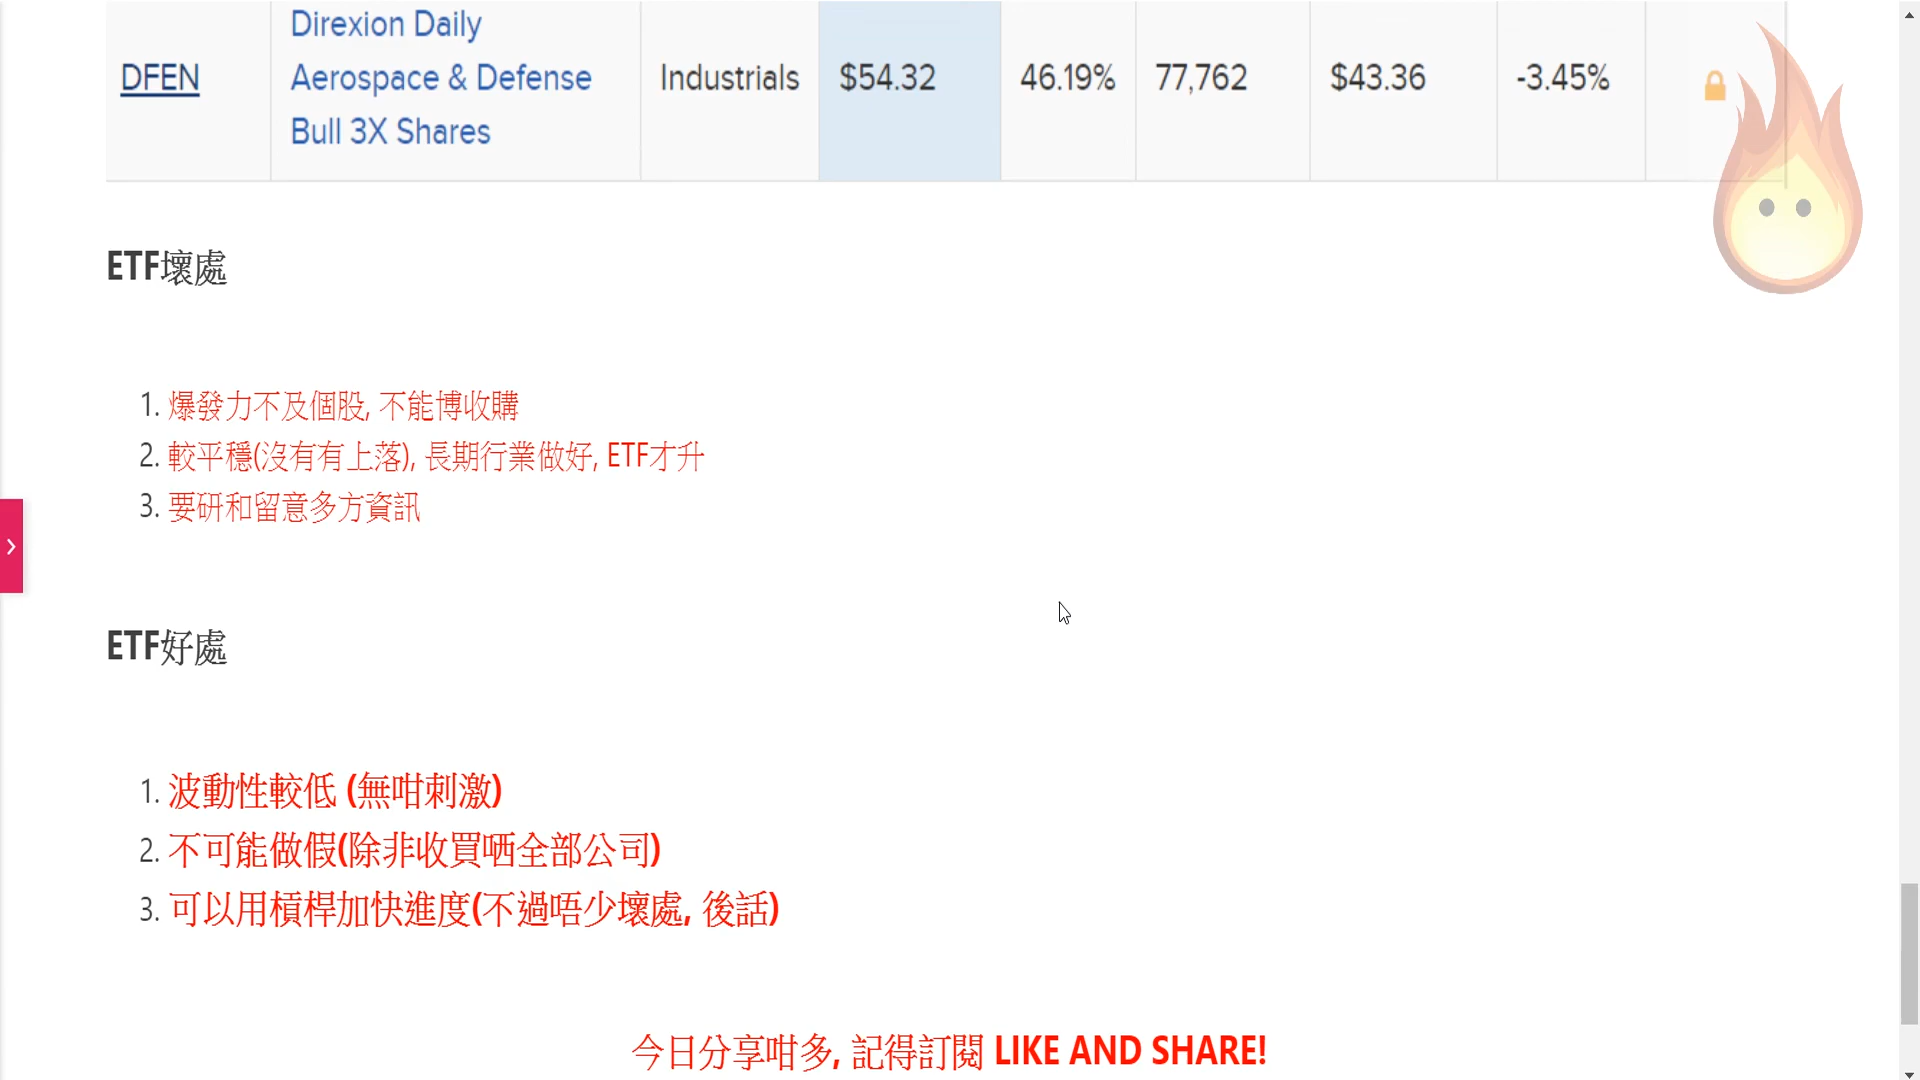 Direxion Daily
DFEN Aerospace & Defense Industrials $54.32 46.19% 77,762 $43.36 -3.45%
Bull 3X Shares
ETF壞處
1. 爆發力不及個股, 不能博收購
2. 較平穩(沒有有上落), 長期行業做好, ETF才升
3. 要研和留意多方資訊
ETF好處
1. 波動性較低 (無咁刺激)
2. 不可能做假(除非收買哂全部公司)
3. 可以用槓桿加快進度(不過唔少壞處, 後話)
今日分享咁多, 記得訂閱 LIKE AND SHARE!